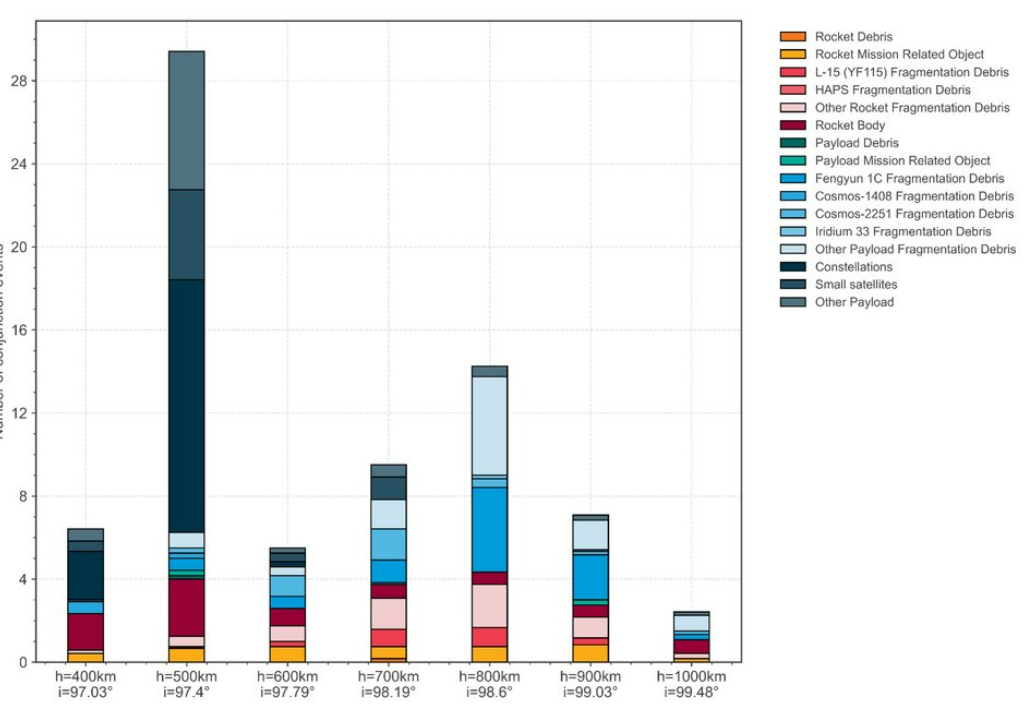 28
24
20
16
12
8
4
0
h=400km h=500km h=600km h=700km h=800km h=900km h=1000km
i=97.03° i=97.4° i=97.79° i=98.19° i=98.6° i=99.03° i=99.48°
Rocket Debris
Rocket Mission Related Object
L-15 (YF115) Fragmentation Debris
HAPS Fragmentation Debris
Other Rocket Fragmentation Debris
Rocket Body
Payload Debris
Payload Mission Related Object
Fengyun 1C Fragmentation Debris
Cosmos-1408 Fragmentation Debris
Cosmos-2251 Fragmentation Debris
Iridium 33 Fragmentation Debris
Other Payload Fragmentation Debris
Constellations
Small satellites
Other Payload